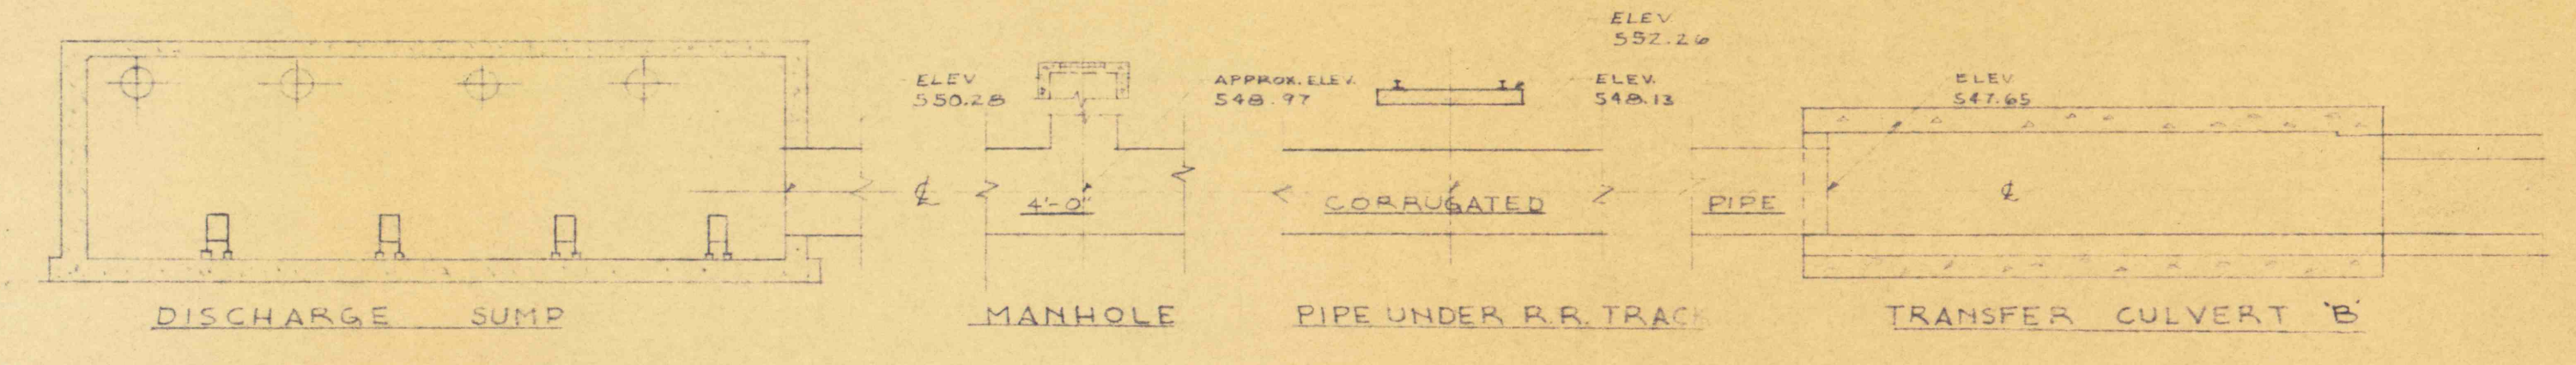 ELEV
552.26
ELEV
550.28
APPROX. ELEV.
548.97
ELEV.
548.13
ELEV
547.65
℄
4'-0"
CORRUGATED
PIPE
℄
DISCHARGE SUMP
MANHOLE
PIPE UNDER R.R. TRACK
TRANSFER CULVERT 'B'